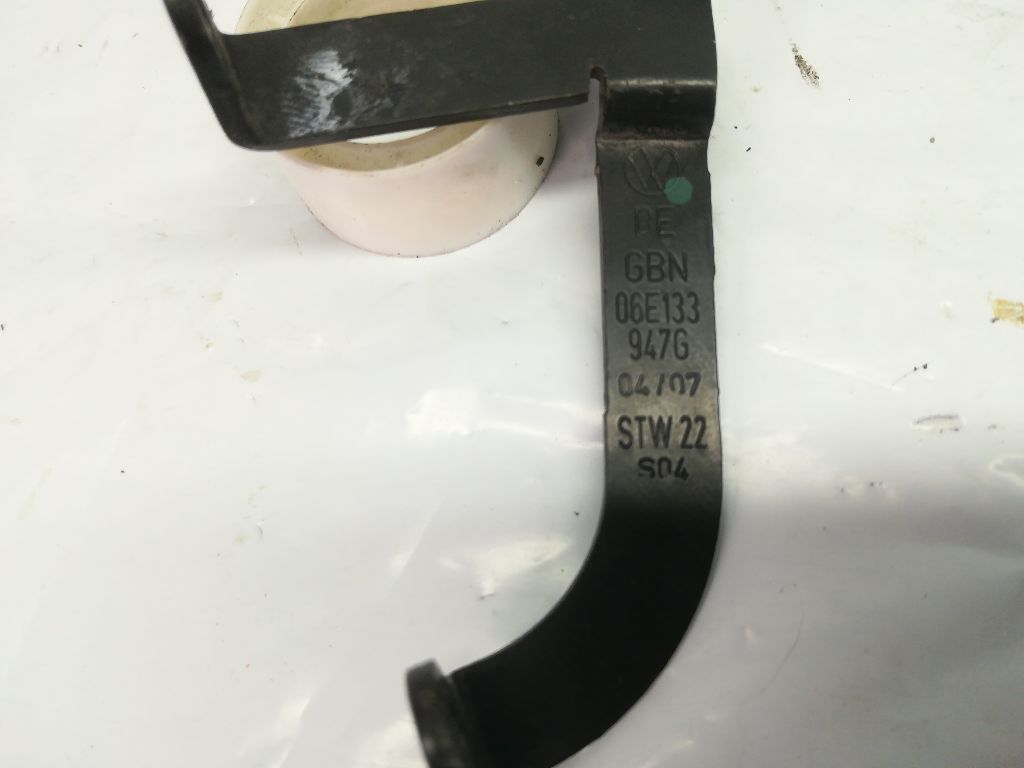 DE
GBN
06E133
947G
04/07
STW 22
S04